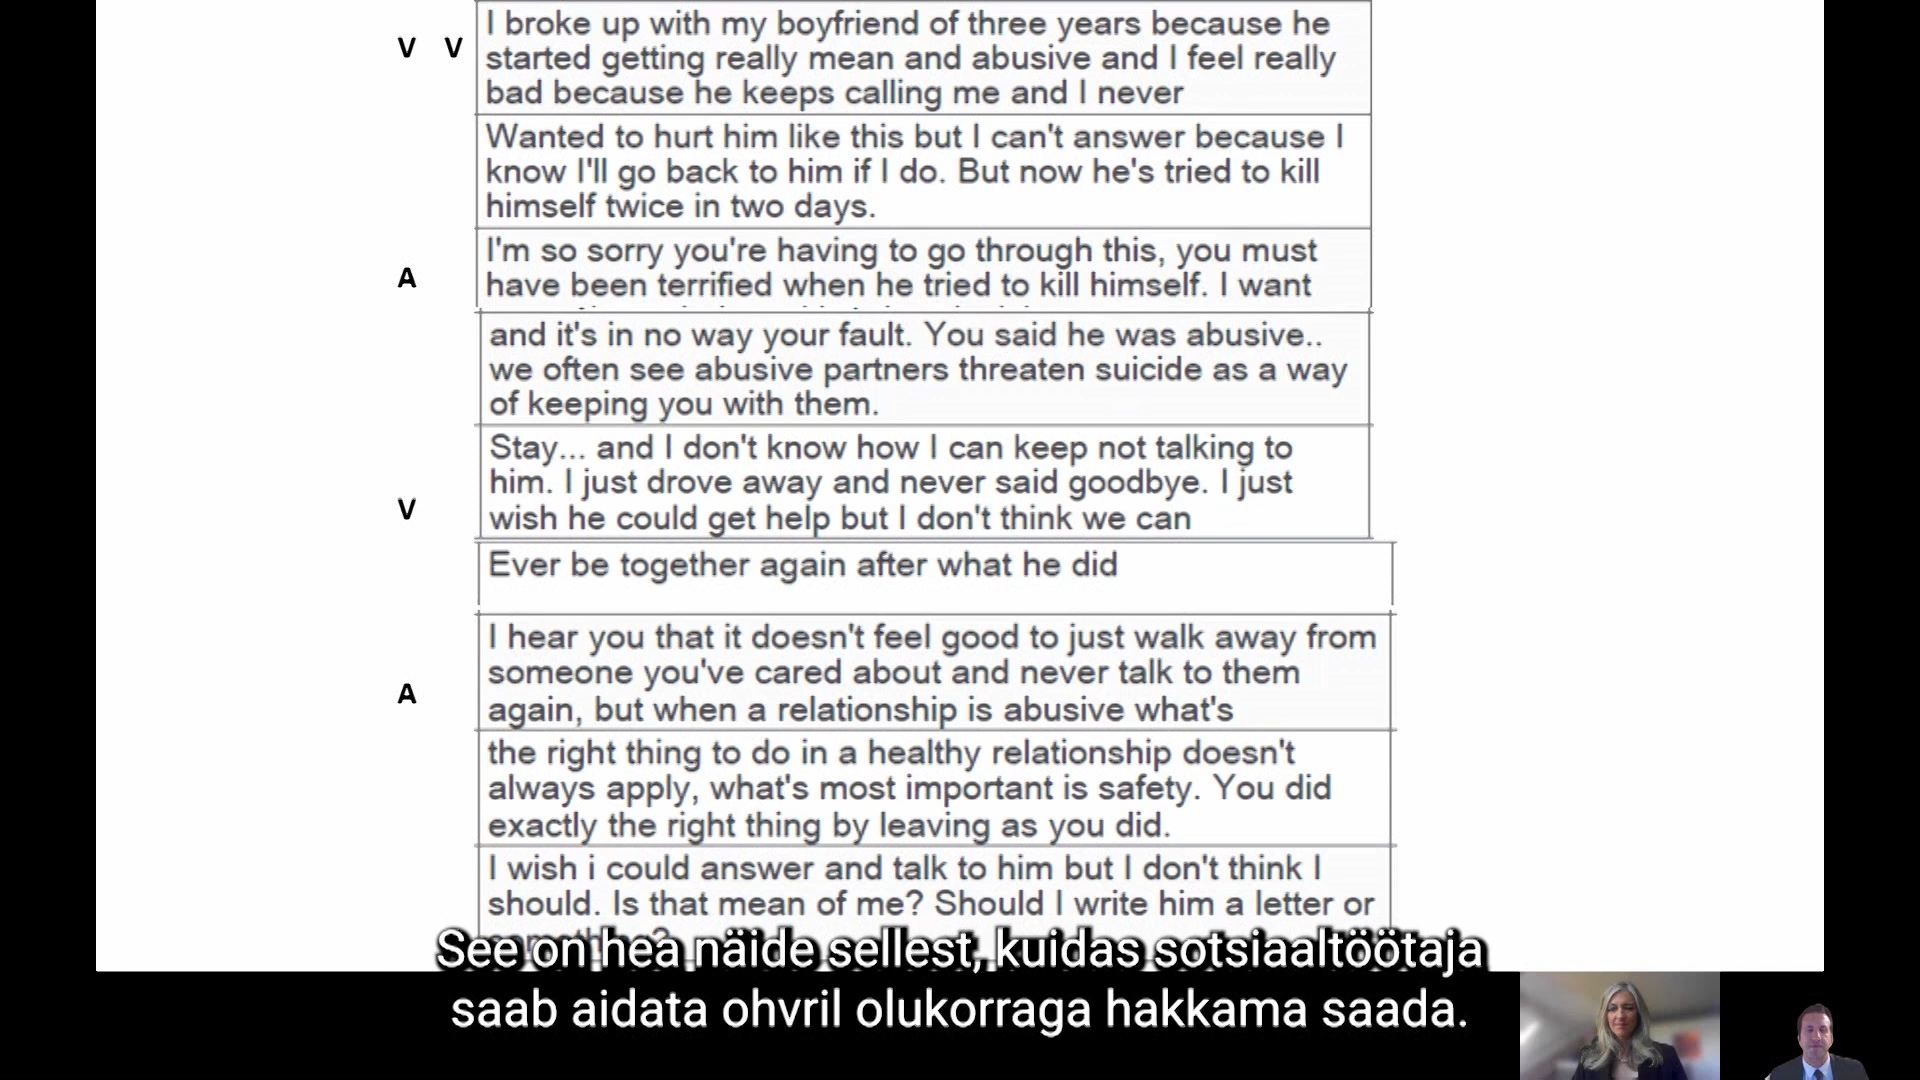 V V
I broke up with my boyfriend of three years because he
started getting really mean and abusive and I feel really
bad because he keeps calling me and I never
Wanted to hurt him like this but I can't answer because I
know I'll go back to him if I do. But now he's tried to kill
himself twice in two days.
A
I'm so sorry you're having to go through this, you must
have been terrified when he tried to kill himself. I want
and it's in no way your fault. You said he was abusive..
we often see abusive partners threaten suicide as a way
of keeping you with them.
V
Stay... and I don't know how I can keep not talking to
him. I just drove away and never said goodbye. I just
wish he could get help but I don't think we can
Ever be together again after what he did
A
I hear you that it doesn't feel good to just walk away from
someone you've cared about and never talk to them
again, but when a relationship is abusive what's
the right thing to do in a healthy relationship doesn't
always apply, what's most important is safety. You did
exactly the right thing by leaving as you did.
I wish i could answer and talk to him but I don't think I
should. Is that mean of me? Should I write him a letter or
See on hea näide sellest, kuidas sotsiaaltöötaja
saab aidata ohvril olukorraga hakkama saada.